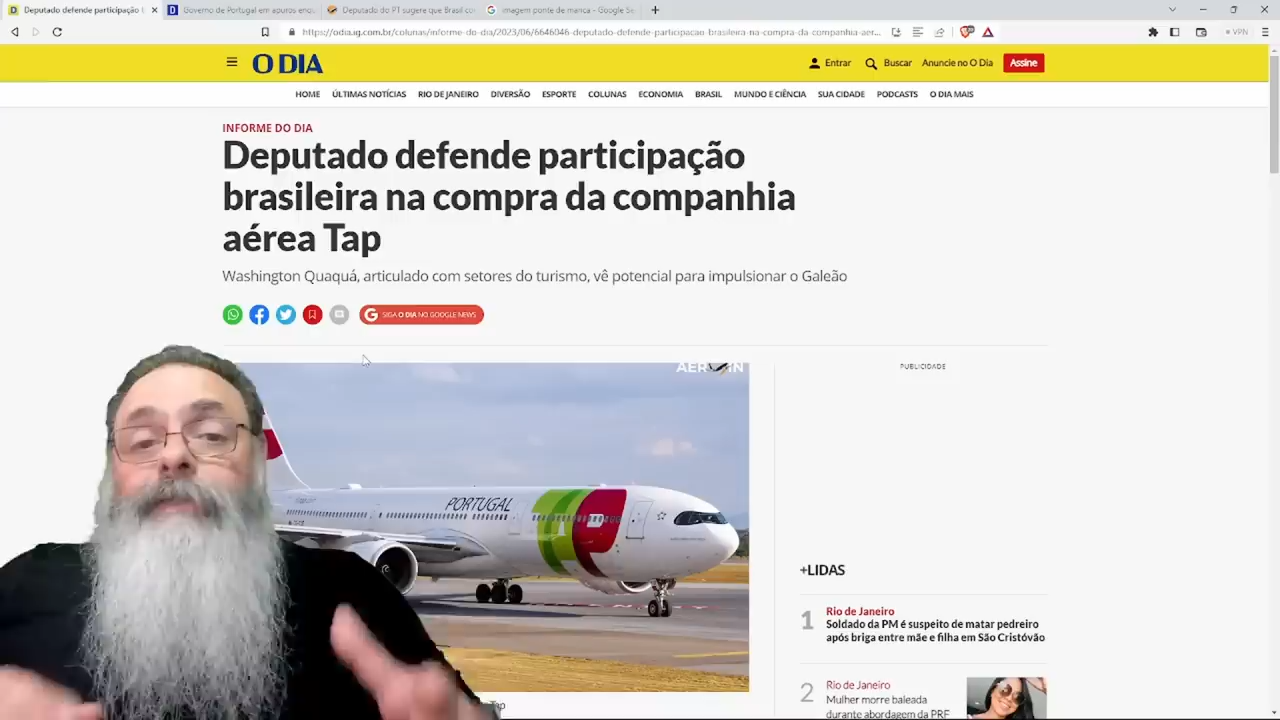 Deputado defende participação b
Governo de Portugal em apuros enqu
Deputado do PT sugere que Brasil con
imagem ponte de manca - Google Se
https://odia.ig.com.br/colunas/informe-do-dia/2023/06/6646046-deputado-defende-participacao-brasileira-na-compra-da-companhia-aer...
VPN
O DIA
Entrar
Buscar
Anuncie no O Dia
Assine
HOME
ÚLTIMAS NOTÍCIAS
RIO DE JANEIRO
DIVERSÃO
ESPORTE
COLUNAS
ECONOMIA
BRASIL
MUNDO E CIÊNCIA
SUA CIDADE
PODCASTS
O DIA MAIS
INFORME DO DIA
Deputado defende participação
brasileira na compra da companhia
aérea Tap
Washington Quaquá, articulado com setores do turismo, vê potencial para impulsionar o Galeão
SIGA O DIA NO GOOGLE NEWS
PUBLICIDADE
PORTUGAL
TP
Tap
+LIDAS
1
Rio de Janeiro
Soldado da PM é suspeito de matar pedreiro
após briga entre mãe e filha em São Cristóvão
2
Rio de Janeiro
Mulher morre baleada
durante abordagem da PRF